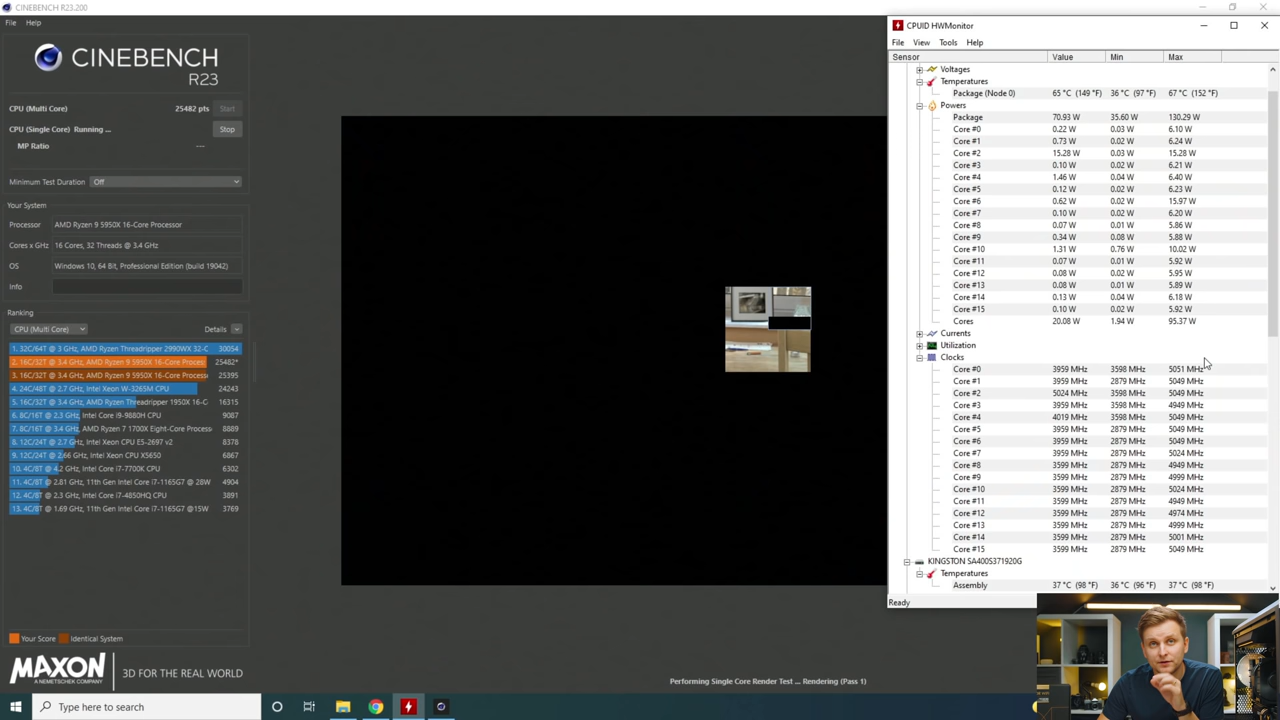 CINEBENCH R23.200
File Help
CINEBENCH
R23
CPU (Multi Core) 25482 pts Start
CPU (Single Core) Running ... Stop
MP Ratio ---
Minimum Test Duration Off
Your System
Processor AMD Ryzen 9 5950X 16-Core Processor
Cores x GHz 16 Cores, 32 Threads @ 3.4 GHz
OS Windows 10, 64 Bit, Professional Edition (build 19042)
Info
Ranking
CPU (Multi Core) Details
1. 32C/64T @ 3 GHz, AMD Ryzen Threadripper 2990WX 32-C 30054
2. 16C/32T @ 3.4 GHz, AMD Ryzen 9 5950X 16-Core Proces: 25482*
3. 16C/32T @ 3.4 GHz, AMD Ryzen 9 5950X 16-Core Process 25395
4. 24C/48T @ 2.7 GHz, Intel Xeon W-3265M CPU 24243
5. 16C/32T @ 3.4 GHz, AMD Ryzen Threadripper 1950X 16-C 16315
6. 8C/16T @ 2.3 GHz, Intel Core i9-9880H CPU 9087
7. 8C/16T @ 3.4 GHz, AMD Ryzen 7 1700X Eight-Core Proces: 8889
8. 12C/24T @ 2.7 GHz, Intel Xeon CPU E5-2697 v2 8378
9. 12C/24T @ 2.66 GHz, Intel Xeon CPU X5650 6867
10. 4C/8T @ 4.2 GHz, Intel Core i7-7700K CPU 6302
11. 4C/8T @ 2.81 GHz, 11th Gen Intel Core i7-1165G7 @ 28W 4904
12. 4C/8T @ 2.3 GHz, Intel Core i7-4850HQ CPU 3891
13. 4C/8T @ 1.69 GHz, 11th Gen Intel Core i7-1165G7 @15W 3769
Your Score Identical System
MAXON
A NEMETSCHEK COMPANY
3D FOR THE REAL WORLD
Performing Single Core Render Test ... Rendering (Pass 1)
Type here to search
CPUID HWMonitor
File View Tools Help
Sensor Value Min Max
Voltages
Temperatures
Package (Node 0) 65 °C (149 °F) 36 °C (97 °F) 67 °C (152 °F)
Powers
Package 70.93 W 35.60 W 130.29 W
Core #0 0.22 W 0.03 W 6.10 W
Core #1 0.73 W 0.02 W 6.24 W
Core #2 15.28 W 0.03 W 15.28 W
Core #3 0.10 W 0.02 W 6.21 W
Core #4 1.46 W 0.04 W 6.40 W
Core #5 0.12 W 0.02 W 6.23 W
Core #6 0.62 W 0.02 W 15.97 W
Core #7 0.10 W 0.02 W 6.20 W
Core #8 0.07 W 0.01 W 5.86 W
Core #9 0.34 W 0.08 W 5.88 W
Core #10 1.31 W 0.76 W 10.02 W
Core #11 0.07 W 0.01 W 5.92 W
Core #12 0.08 W 0.01 W 5.95 W
Core #13 0.08 W 0.01 W 5.89 W
Core #14 0.13 W 0.04 W 6.18 W
Core #15 0.10 W 0.02 W 5.92 W
Cores 20.08 W 1.94 W 95.37 W
Currents
Utilization
Clocks
Core #0 3959 MHz 3598 MHz 5051 MHz
Core #1 3959 MHz 2879 MHz 5049 MHz
Core #2 5024 MHz 3598 MHz 5049 MHz
Core #3 3959 MHz 3598 MHz 4949 MHz
Core #4 4019 MHz 3598 MHz 5049 MHz
Core #5 3959 MHz 2879 MHz 5049 MHz
Core #6 3959 MHz 2879 MHz 5049 MHz
Core #7 3959 MHz 2879 MHz 5024 MHz
Core #8 3599 MHz 2879 MHz 4949 MHz
Core #9 3599 MHz 2879 MHz 4999 MHz
Core #10 3599 MHz 2879 MHz 5024 MHz
Core #11 3599 MHz 2879 MHz 4949 MHz
Core #12 3599 MHz 2879 MHz 4974 MHz
Core #13 3599 MHz 2879 MHz 4999 MHz
Core #14 3599 MHz 2879 MHz 5001 MHz
Core #15 3599 MHz 2879 MHz 5049 MHz
KINGSTON SA400S371920G
Temperatures
Assembly 37 °C (98 °F) 36 °C (96 °F) 37 °C (98 °F)
Ready